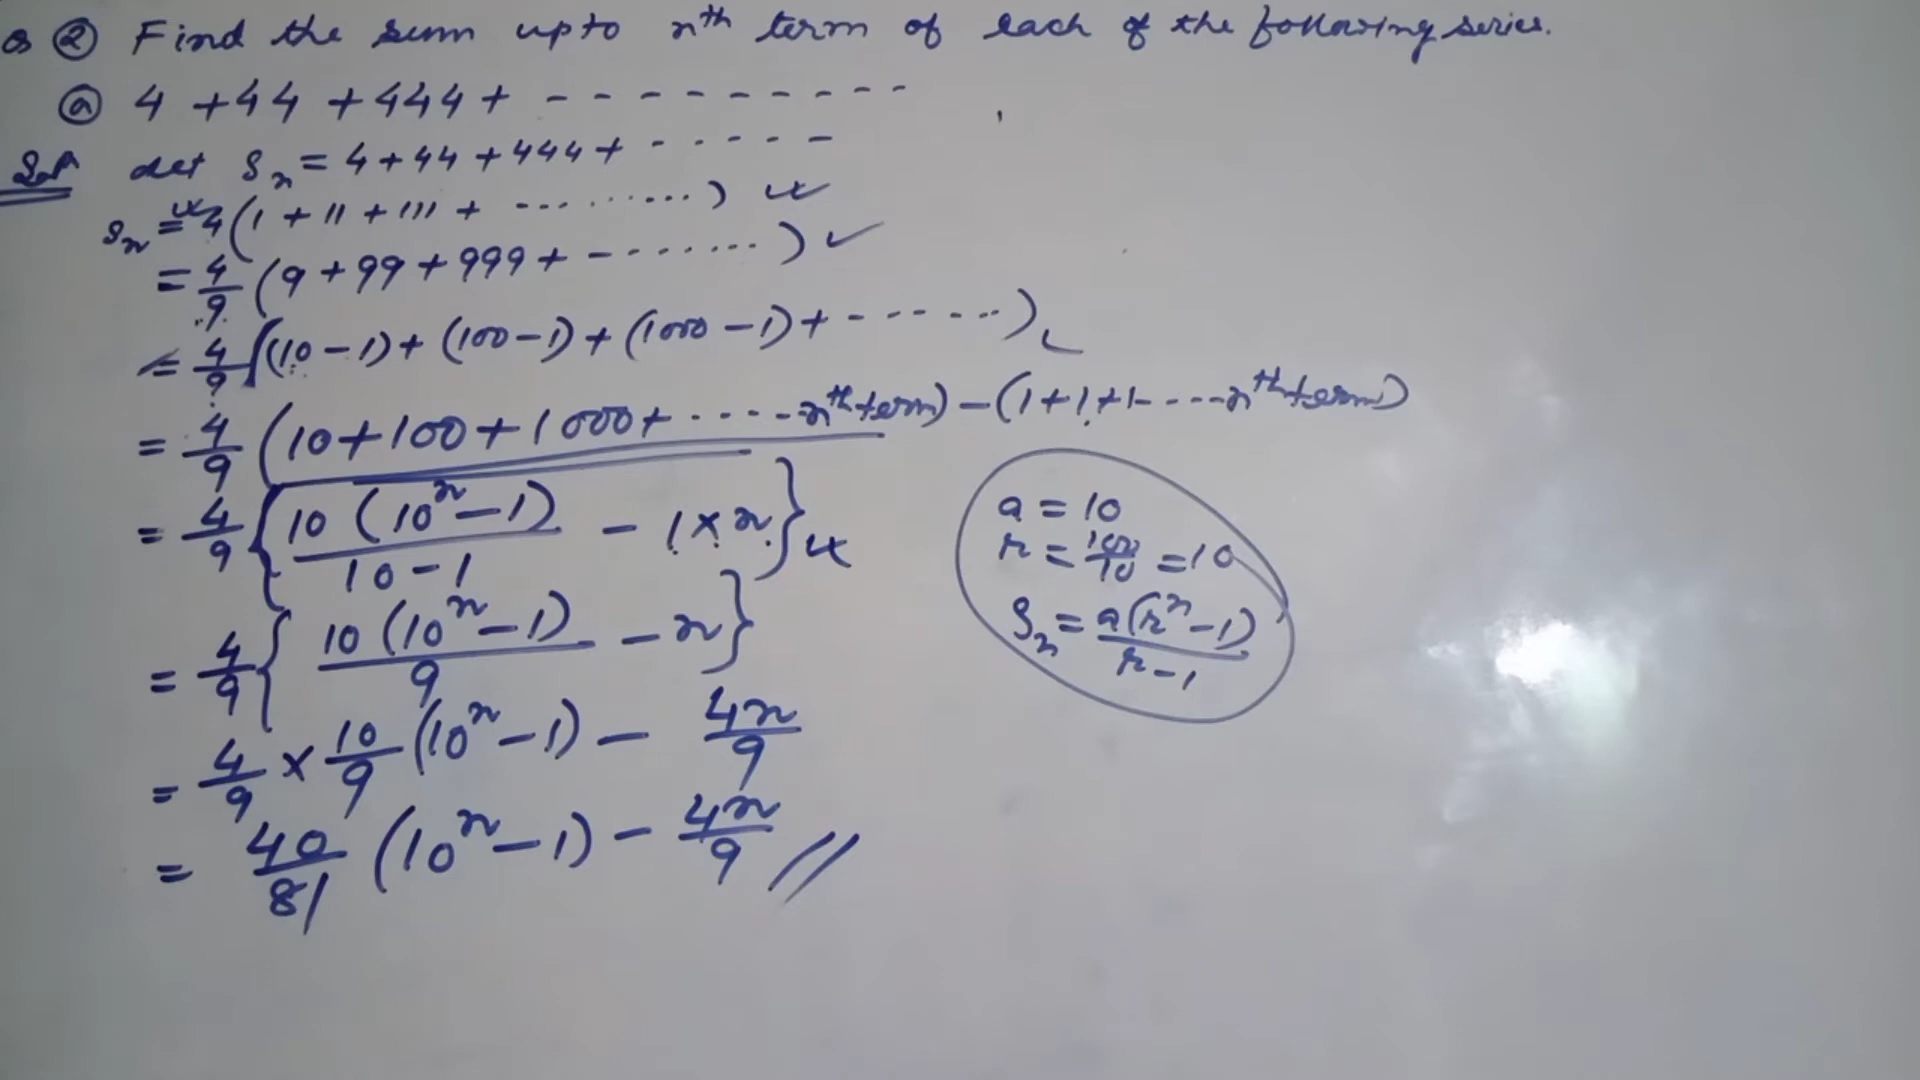 Q ② Find the sum upto nth term of each of the following series.
ⓐ 4 + 44 + 444 + - - - - - - - - - -
Solⁿ Let Sn = 4 + 44 + 444 + - - - - - -
Sn = 4 (1 + 11 + 111 + ... ......)
= 4/9 (9 + 99 + 999 + - ......) ✓
= 4/9 ((10 - 1) + (100 - 1) + (1000 - 1) + - - - - - -)
= 4/9 (10 + 100 + 1000 + .... nth term) - (1 + 1 + 1 - ... nth term)
= 4/9 { 10 (10^n - 1) / 10 - 1 - 1 × n }
= 4/9 { 10 (10^n - 1) / 9 - n }
= 4/9 × 10/9 (10^n - 1) - 4n/9
= 40/81 (10^n - 1) - 4n/9 //
a = 10
r = 100/10 = 10
Sn = a(r^n - 1) / r - 1